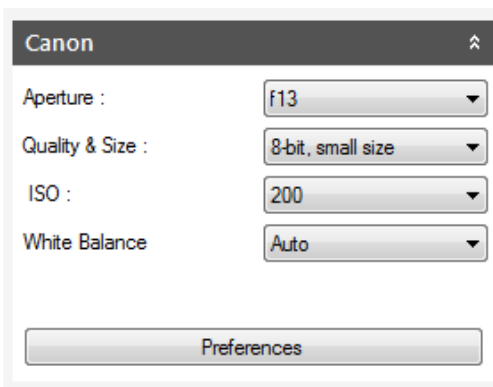 Canon
Aperture : f13
Quality & Size : 8-bit, small size
ISO : 200
White Balance Auto
Preferences